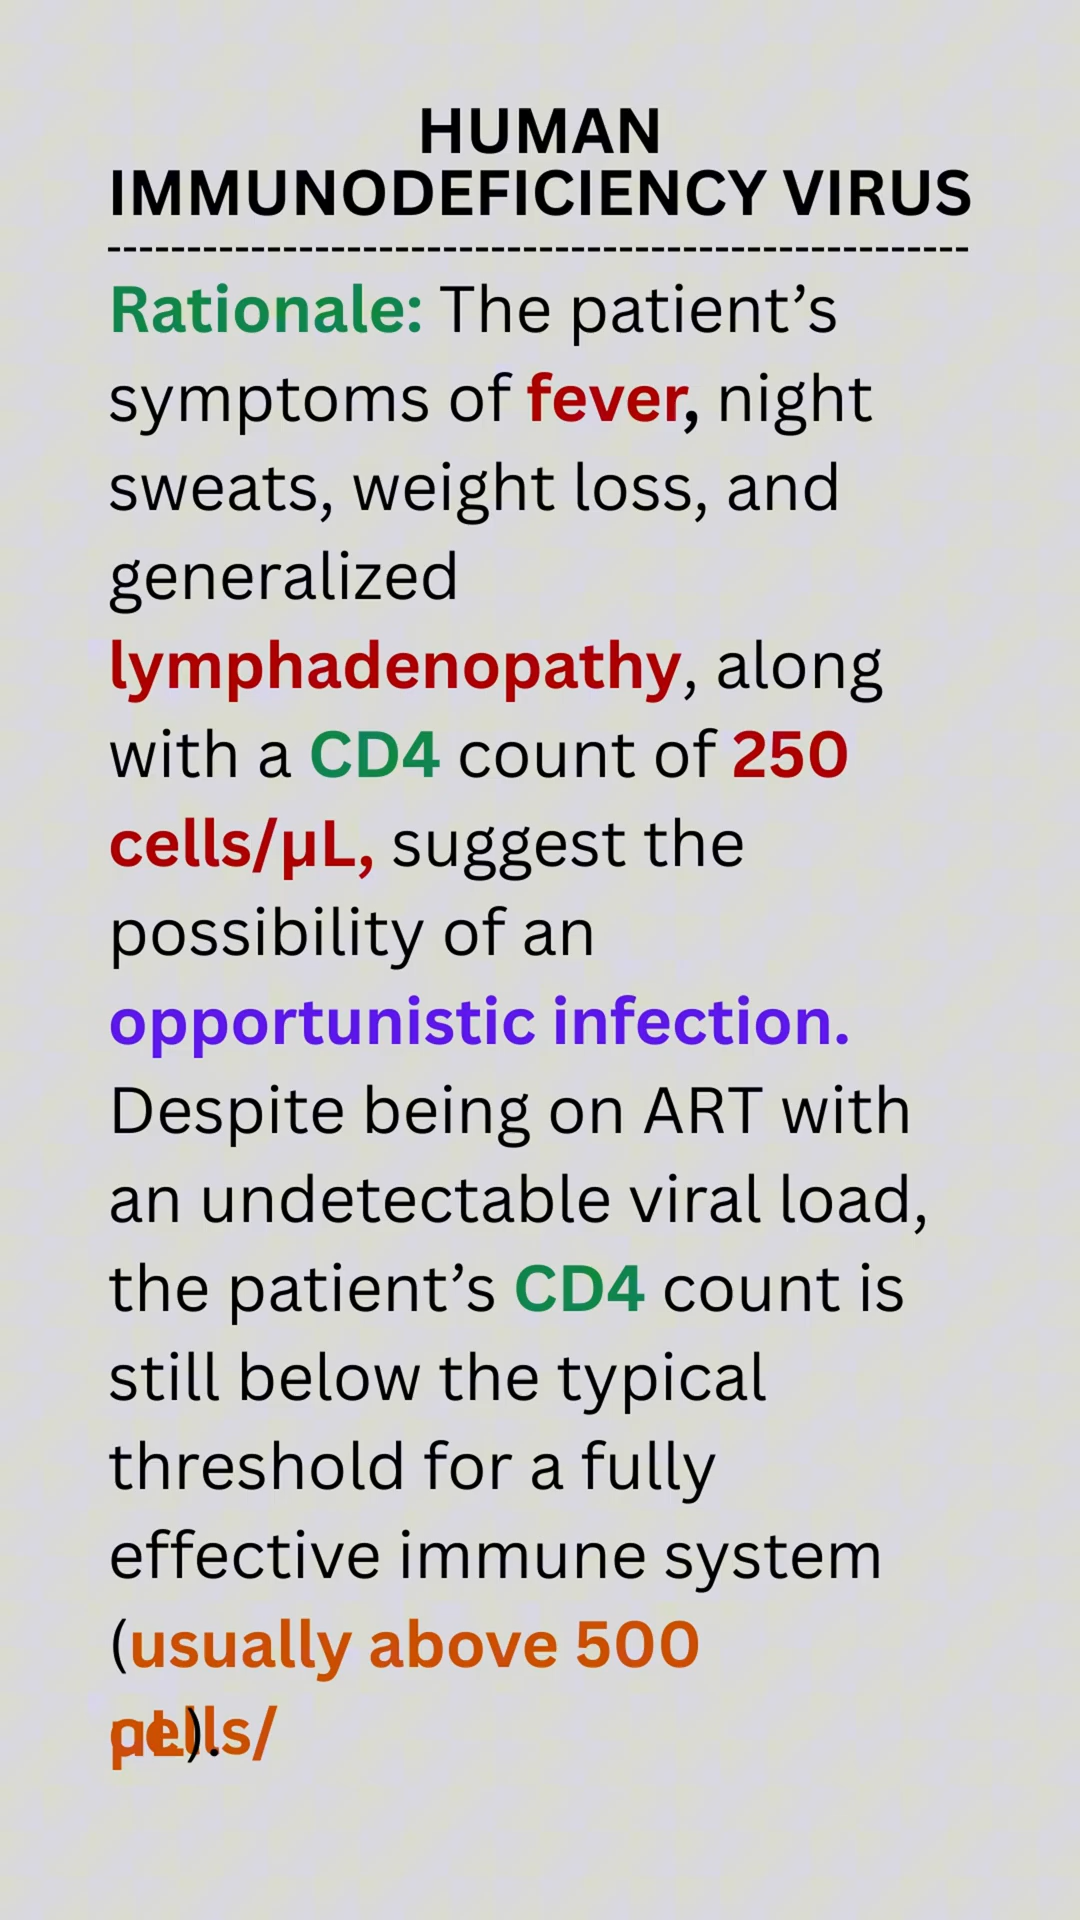 HUMAN
IMMUNODEFICIENCY VIRUS
------------------------------------------------------
Rationale: The patient’s
symptoms of fever, night
sweats, weight loss, and
generalized
lymphadenopathy, along
with a CD4 count of 250
cells/µL, suggest the
possibility of an
opportunistic infection.
Despite being on ART with
an undetectable viral load,
the patient’s CD4 count is
still below the typical
threshold for a fully
effective immune system
(usually above 500
cells/
µL).